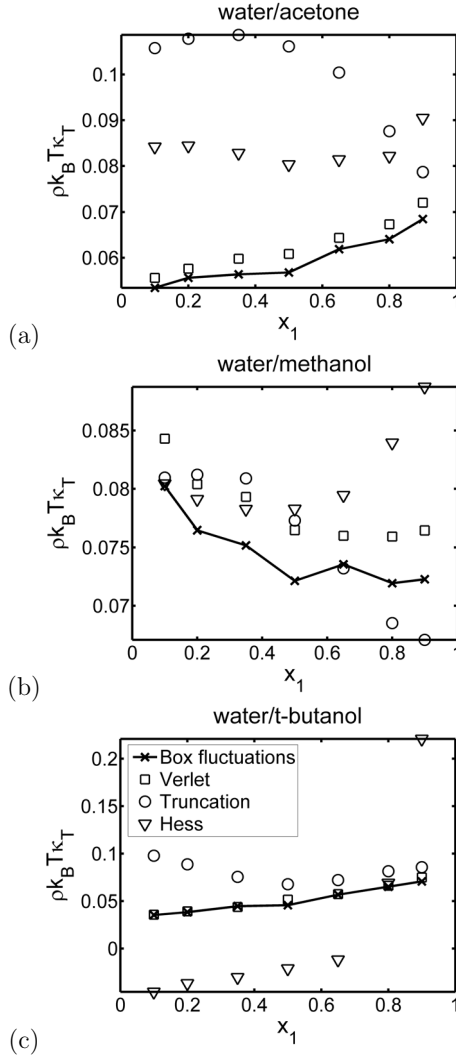 water/acetone
0.1
0.09
0.08
0.07
0.06
ρk_BTκ_T
0 0.2 0.4 0.6 0.8 1
x_1
(a)
water/methanol
0.085
0.08
0.075
0.07
ρk_BTκ_T
0 0.2 0.4 0.6 0.8 1
x_1
(b)
water/t-butanol
Box fluctuations
Verlet
Truncation
Hess
0.2
0.15
0.1
0.05
0
ρk_BTκ_T
0 0.2 0.4 0.6 0.8 1
x_1
(c)